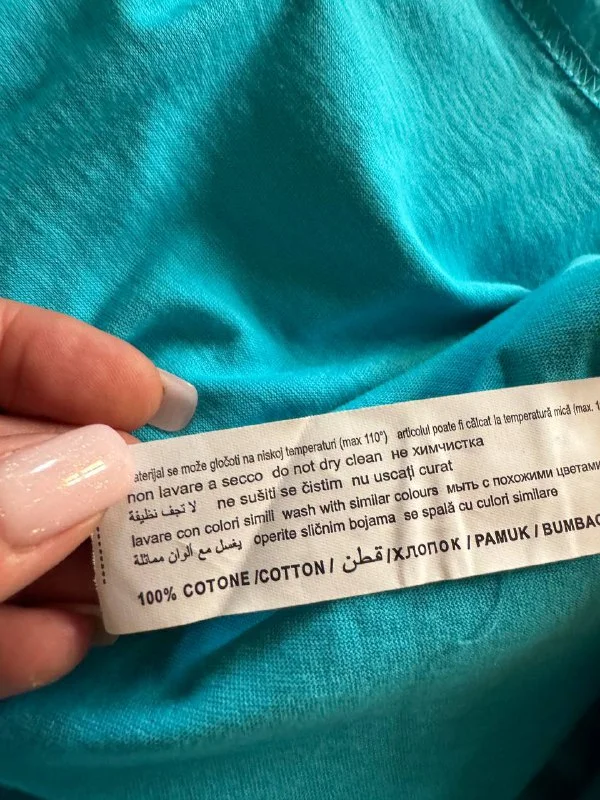 materijal se može gločoti na niskoj temperaturi (max 110°) articolul poate fi călcat la temperatură mică (max.
non lavare a secco do not dry clean не химчистка
لا تجف نظيفة ne sušiti se čistim nu uscați curat
lavare con colori simili wash with similar colours мыть с похожими цветами
يغسل مع ألوان مماثلة operite sličnim bojama se spală cu culori similare
100% COTONE /COTTON / قطن /ХЛОПОК / PAMUK / BUMBAC